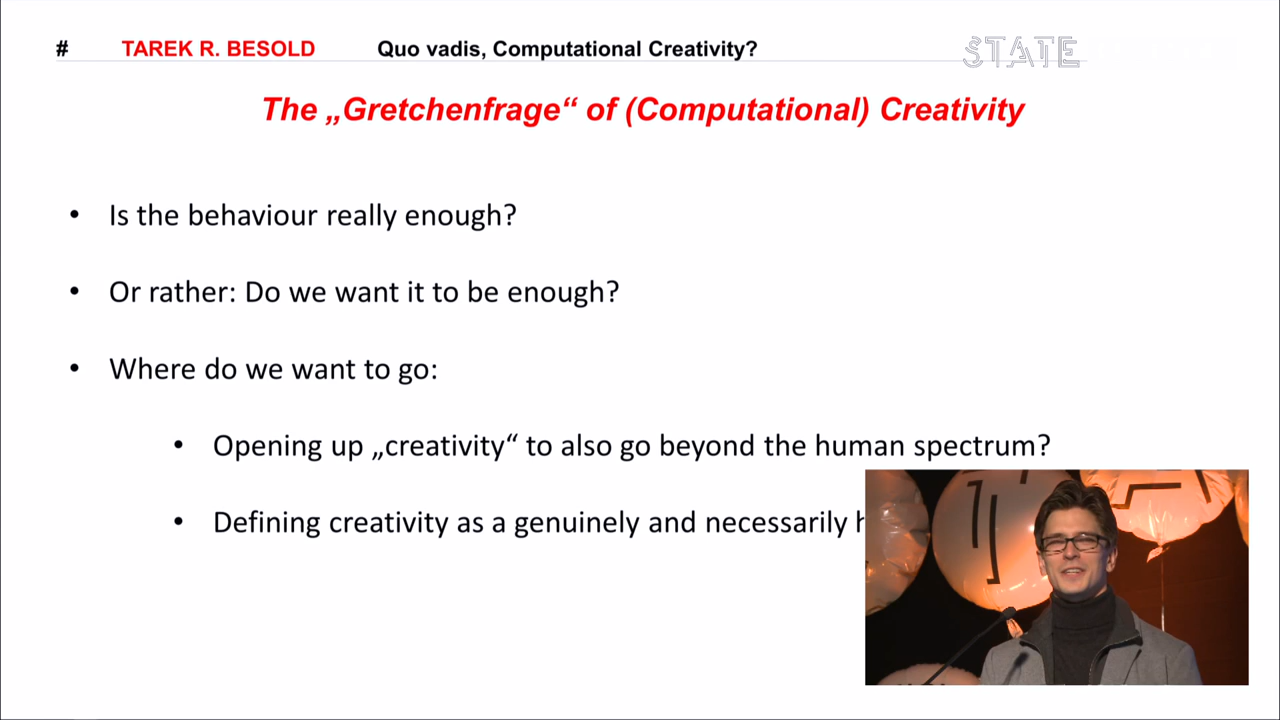 # TAREK R. BESOLD Quo vadis, Computational Creativity? STATE
The „Gretchenfrage“ of (Computational) Creativity
• Is the behaviour really enough?
• Or rather: Do we want it to be enough?
• Where do we want to go:
• Opening up „creativity“ to also go beyond the human spectrum?
• Defining creativity as a genuinely and necessarily